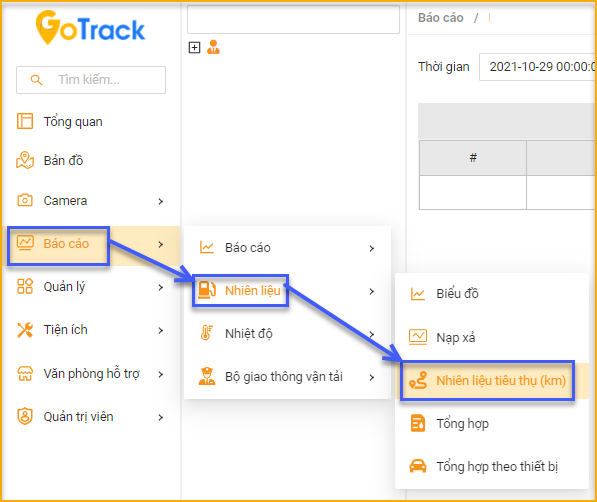 GoTrack
Tìm kiếm...
Tổng quan
Bản đồ
Camera
Báo cáo
Quản lý
Tiện ích
Văn phòng hỗ trợ
Quản trị viên
Báo cáo
Nhiên liệu
Nhiệt độ
Bộ giao thông vận tải
Biểu đồ
Nạp xả
Nhiên liệu tiêu thụ (km)
Tổng hợp
Tổng hợp theo thiết bị
Báo cáo /
Thời gian 2021-10-29 00:00:0
#